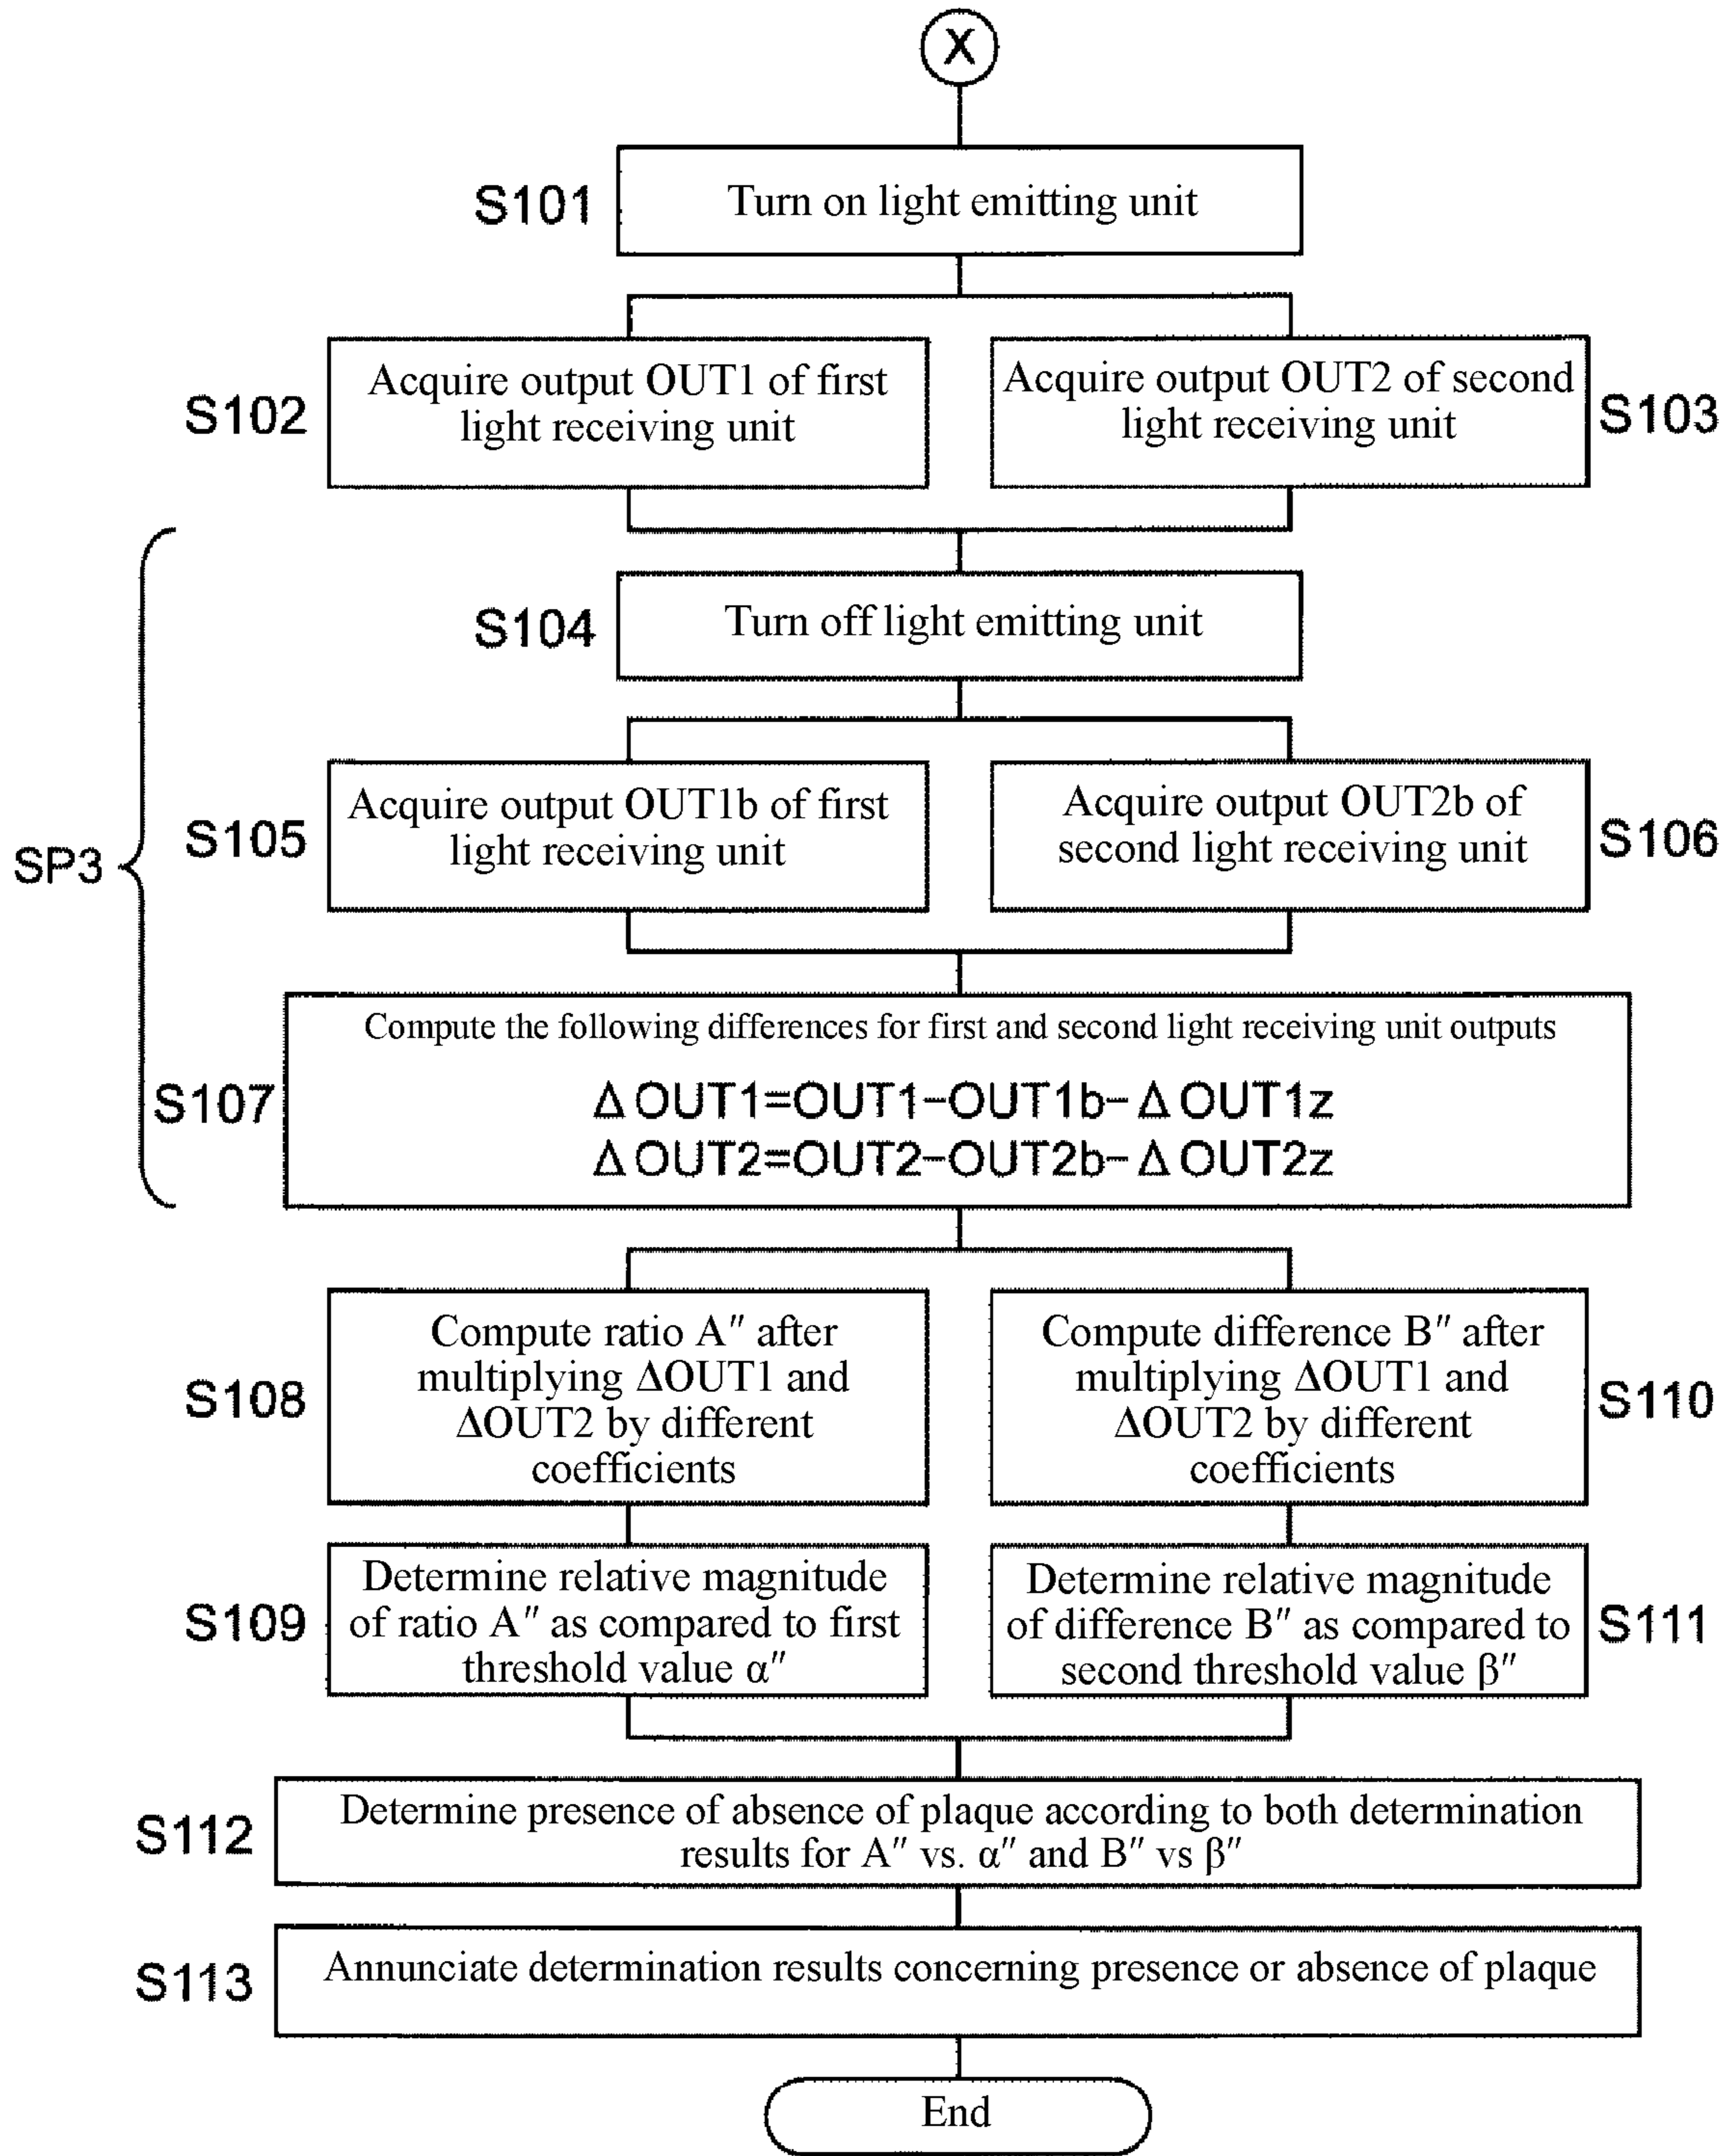 X
S101
Turn on light emitting unit
S102
Acquire output OUT1 of first
light receiving unit
Acquire output OUT2 of second
light receiving unit
S103
SP3
S104
Turn off light emitting unit
S105
Acquire output OUT1b of first
light receiving unit
Acquire output OUT2b of
second light receiving unit
S106
S107
Compute the following differences for first and second light receiving unit outputs
Δ OUT1=OUT1-OUT1b-Δ OUT1z
Δ OUT2=OUT2-OUT2b-Δ OUT2z
S108
Compute ratio A″ after
multiplying ΔOUT1 and
ΔOUT2 by different
coefficients
Compute difference B″ after
multiplying ΔOUT1 and
ΔOUT2 by different
coefficients
S110
S109
Determine relative magnitude
of ratio A″ as compared to first
threshold value α″
Determine relative magnitude
of difference B″ as compared to
second threshold value β″
S111
S112
Determine presence of absence of plaque according to both determination
results for A″ vs. α″ and B″ vs β″
S113
Annunciate determination results concerning presence or absence of plaque
End